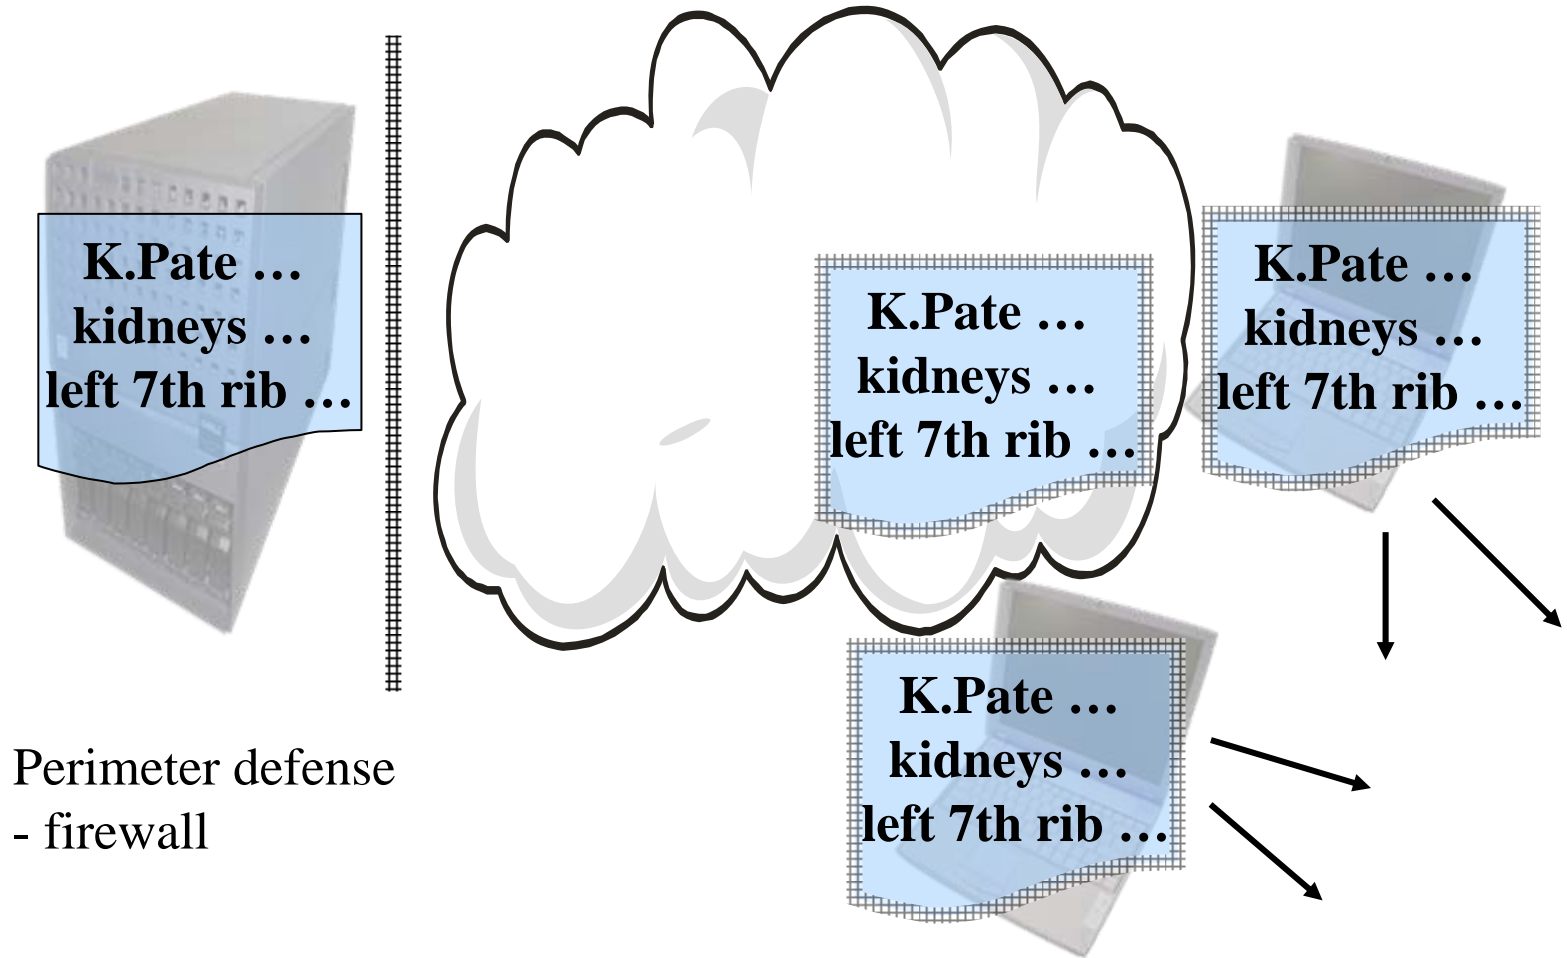 K.Pate …
kidneys …
left 7th rib …
K.Pate …
kidneys …
left 7th rib …
K.Pate …
kidneys …
left 7th rib …
K.Pate …
kidneys …
left 7th rib …
Perimeter defense
- firewall